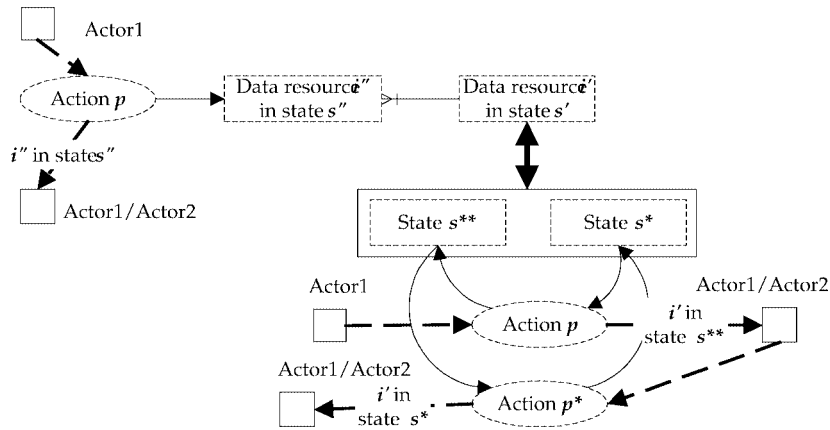 Actor1
Action p
Data resource i″
in state s″
Data resource i′
in state s′
i″ in state s″
Actor1/Actor2
State s**
State s*
Actor1
Actor1/Actor2
Action p
i′ in
state s**
Actor1/Actor2
i′ in
state s*
Action p*